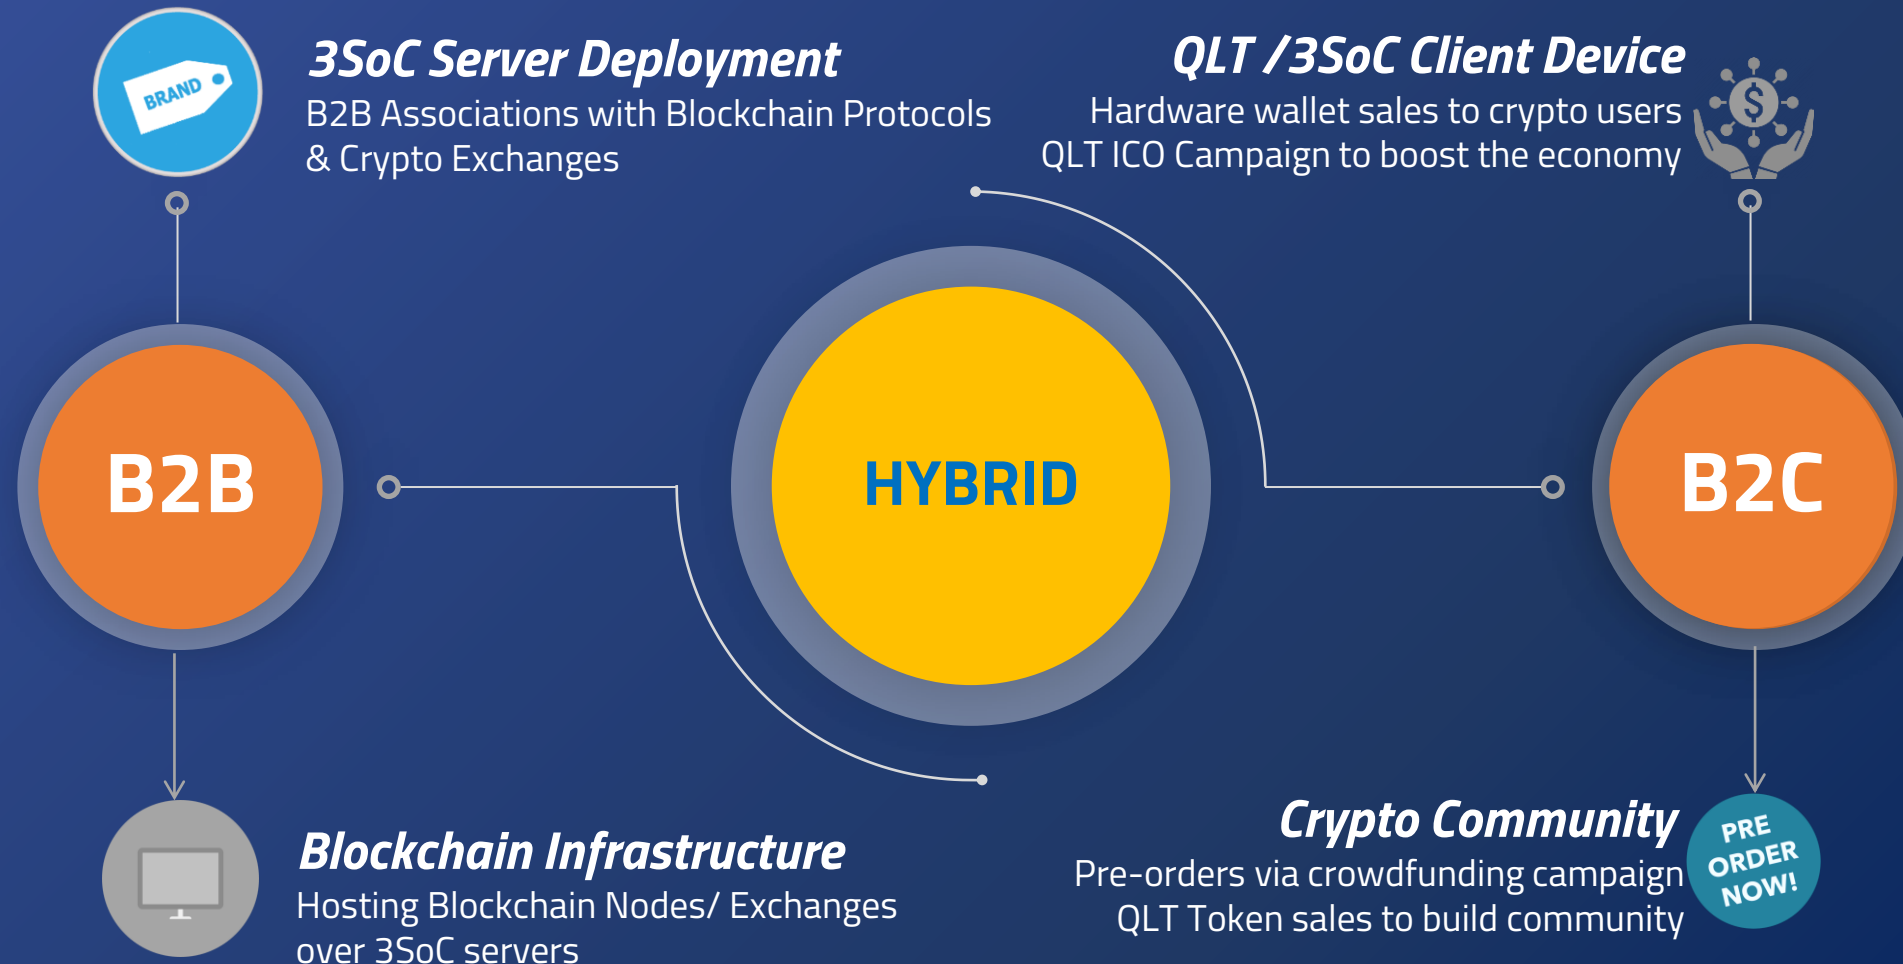 BRAND
3SoC Server Deployment
B2B Associations with Blockchain Protocols
& Crypto Exchanges
QLT /3SoC Client Device
Hardware wallet sales to crypto users
QLT ICO Campaign to boost the economy
$
B2B
HYBRID
B2C
Blockchain Infrastructure
Hosting Blockchain Nodes/ Exchanges
over 3SoC servers
Crypto Community
Pre-orders via crowdfunding campaign
QLT Token sales to build community
PRE
ORDER
NOW!